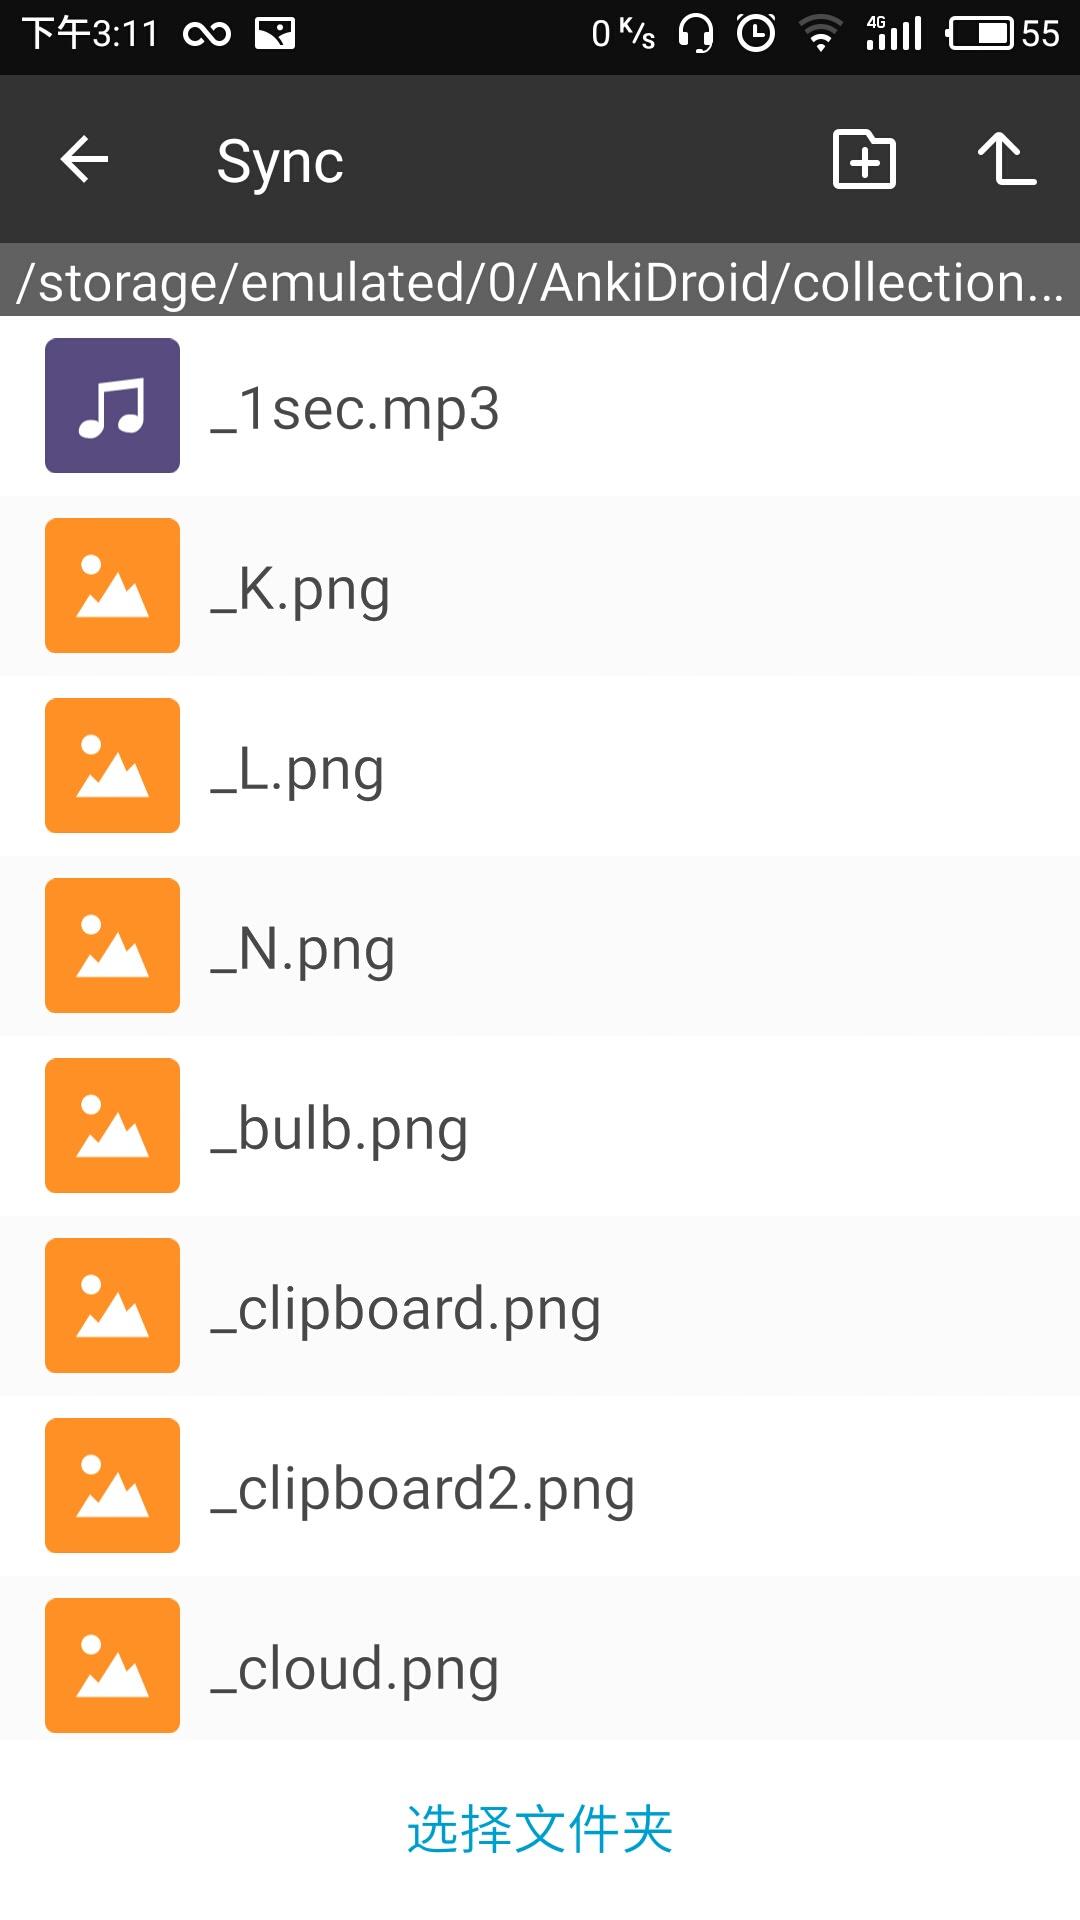 下午3:11 0 K/s 4G 55
Sync
/storage/emulated/0/AnkiDroid/collection...
_1sec.mp3
_K.png
_L.png
_N.png
_bulb.png
_clipboard.png
_clipboard2.png
_cloud.png
选择文件夹